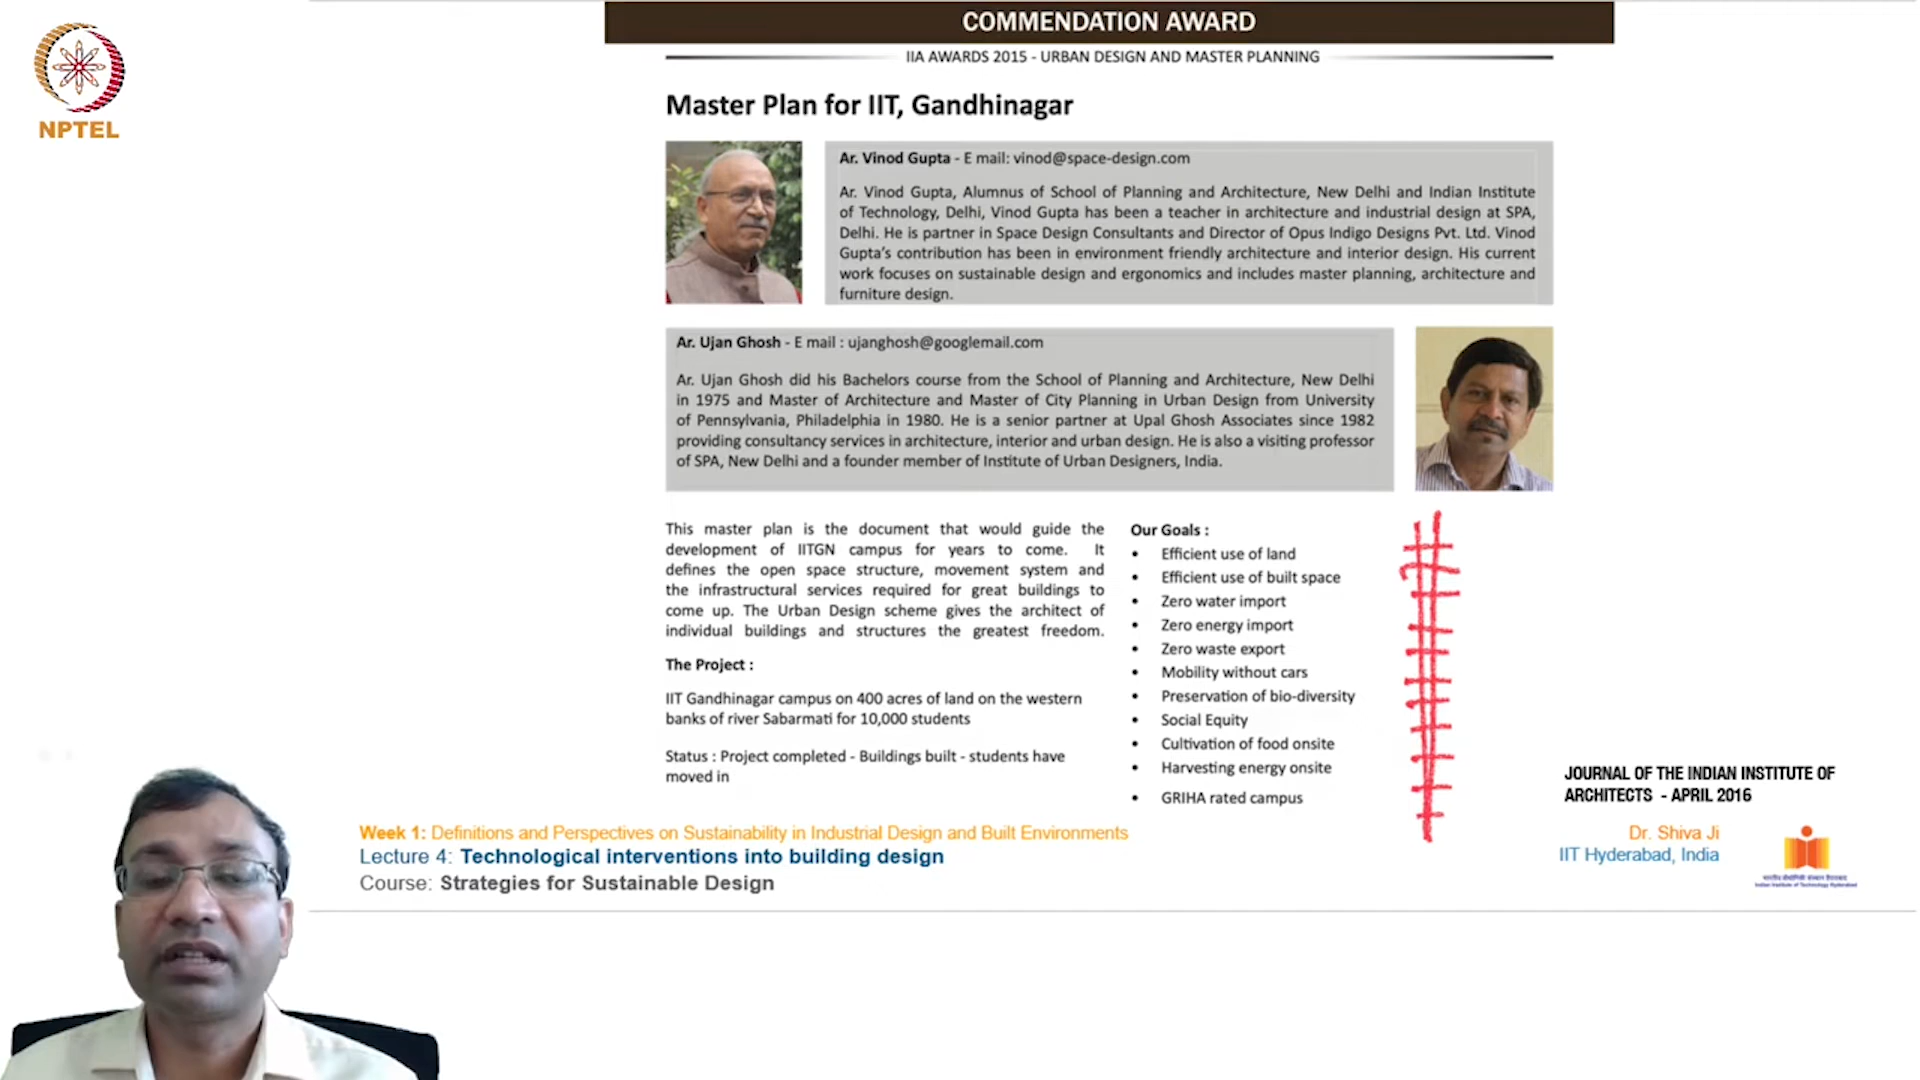 COMMENDATION AWARD
IIA AWARDS 2015 - URBAN DESIGN AND MASTER PLANNING
NPTEL
Master Plan for IIT, Gandhinagar
Ar. Vinod Gupta - E mail: vinod@space-design.com
Ar. Vinod Gupta, Alumnus of School of Planning and Architecture, New Delhi and Indian Institute
of Technology, Delhi, Vinod Gupta has been a teacher in architecture and industrial design at SPA,
Delhi. He is partner in Space Design Consultants and Director of Opus Indigo Designs Pvt. Ltd. Vinod
Gupta's contribution has been in environment friendly architecture and interior design. His current
work focuses on sustainable design and ergonomics and includes master planning, architecture and
furniture design.
Ar. Ujan Ghosh - E mail : ujanghosh@googlemail.com
Ar. Ujan Ghosh did his Bachelors course from the School of Planning and Architecture, New Delhi
in 1975 and Master of Architecture and Master of City Planning in Urban Design from University
of Pennsylvania, Philadelphia in 1980. He is a senior partner at Upal Ghosh Associates since 1982
providing consultancy services in architecture, interior and urban design. He is also a visiting professor
of SPA, New Delhi and a founder member of Institute of Urban Designers, India.
This master plan is the document that would guide the
development of IITGN campus for years to come. It
defines the open space structure, movement system and
the infrastructural services required for great buildings to
come up. The Urban Design scheme gives the architect of
individual buildings and structures the greatest freedom.
The Project :
IIT Gandhinagar campus on 400 acres of land on the western
banks of river Sabarmati for 10,000 students
Status : Project completed - Buildings built - students have
moved in
Our Goals :
• Efficient use of land
• Efficient use of built space
• Zero water import
• Zero energy import
• Zero waste export
• Mobility without cars
• Preservation of bio-diversity
• Social Equity
• Cultivation of food onsite
• Harvesting energy onsite
• GRIHA rated campus
JOURNAL OF THE INDIAN INSTITUTE OF
ARCHITECTS - APRIL 2016
Week 1: Definitions and Perspectives on Sustainability in Industrial Design and Built Environments
Lecture 4: Technological interventions into building design
Course: Strategies for Sustainable Design
Dr. Shiva Ji
IIT Hyderabad, India
Indian Institute of Technology Hyderabad